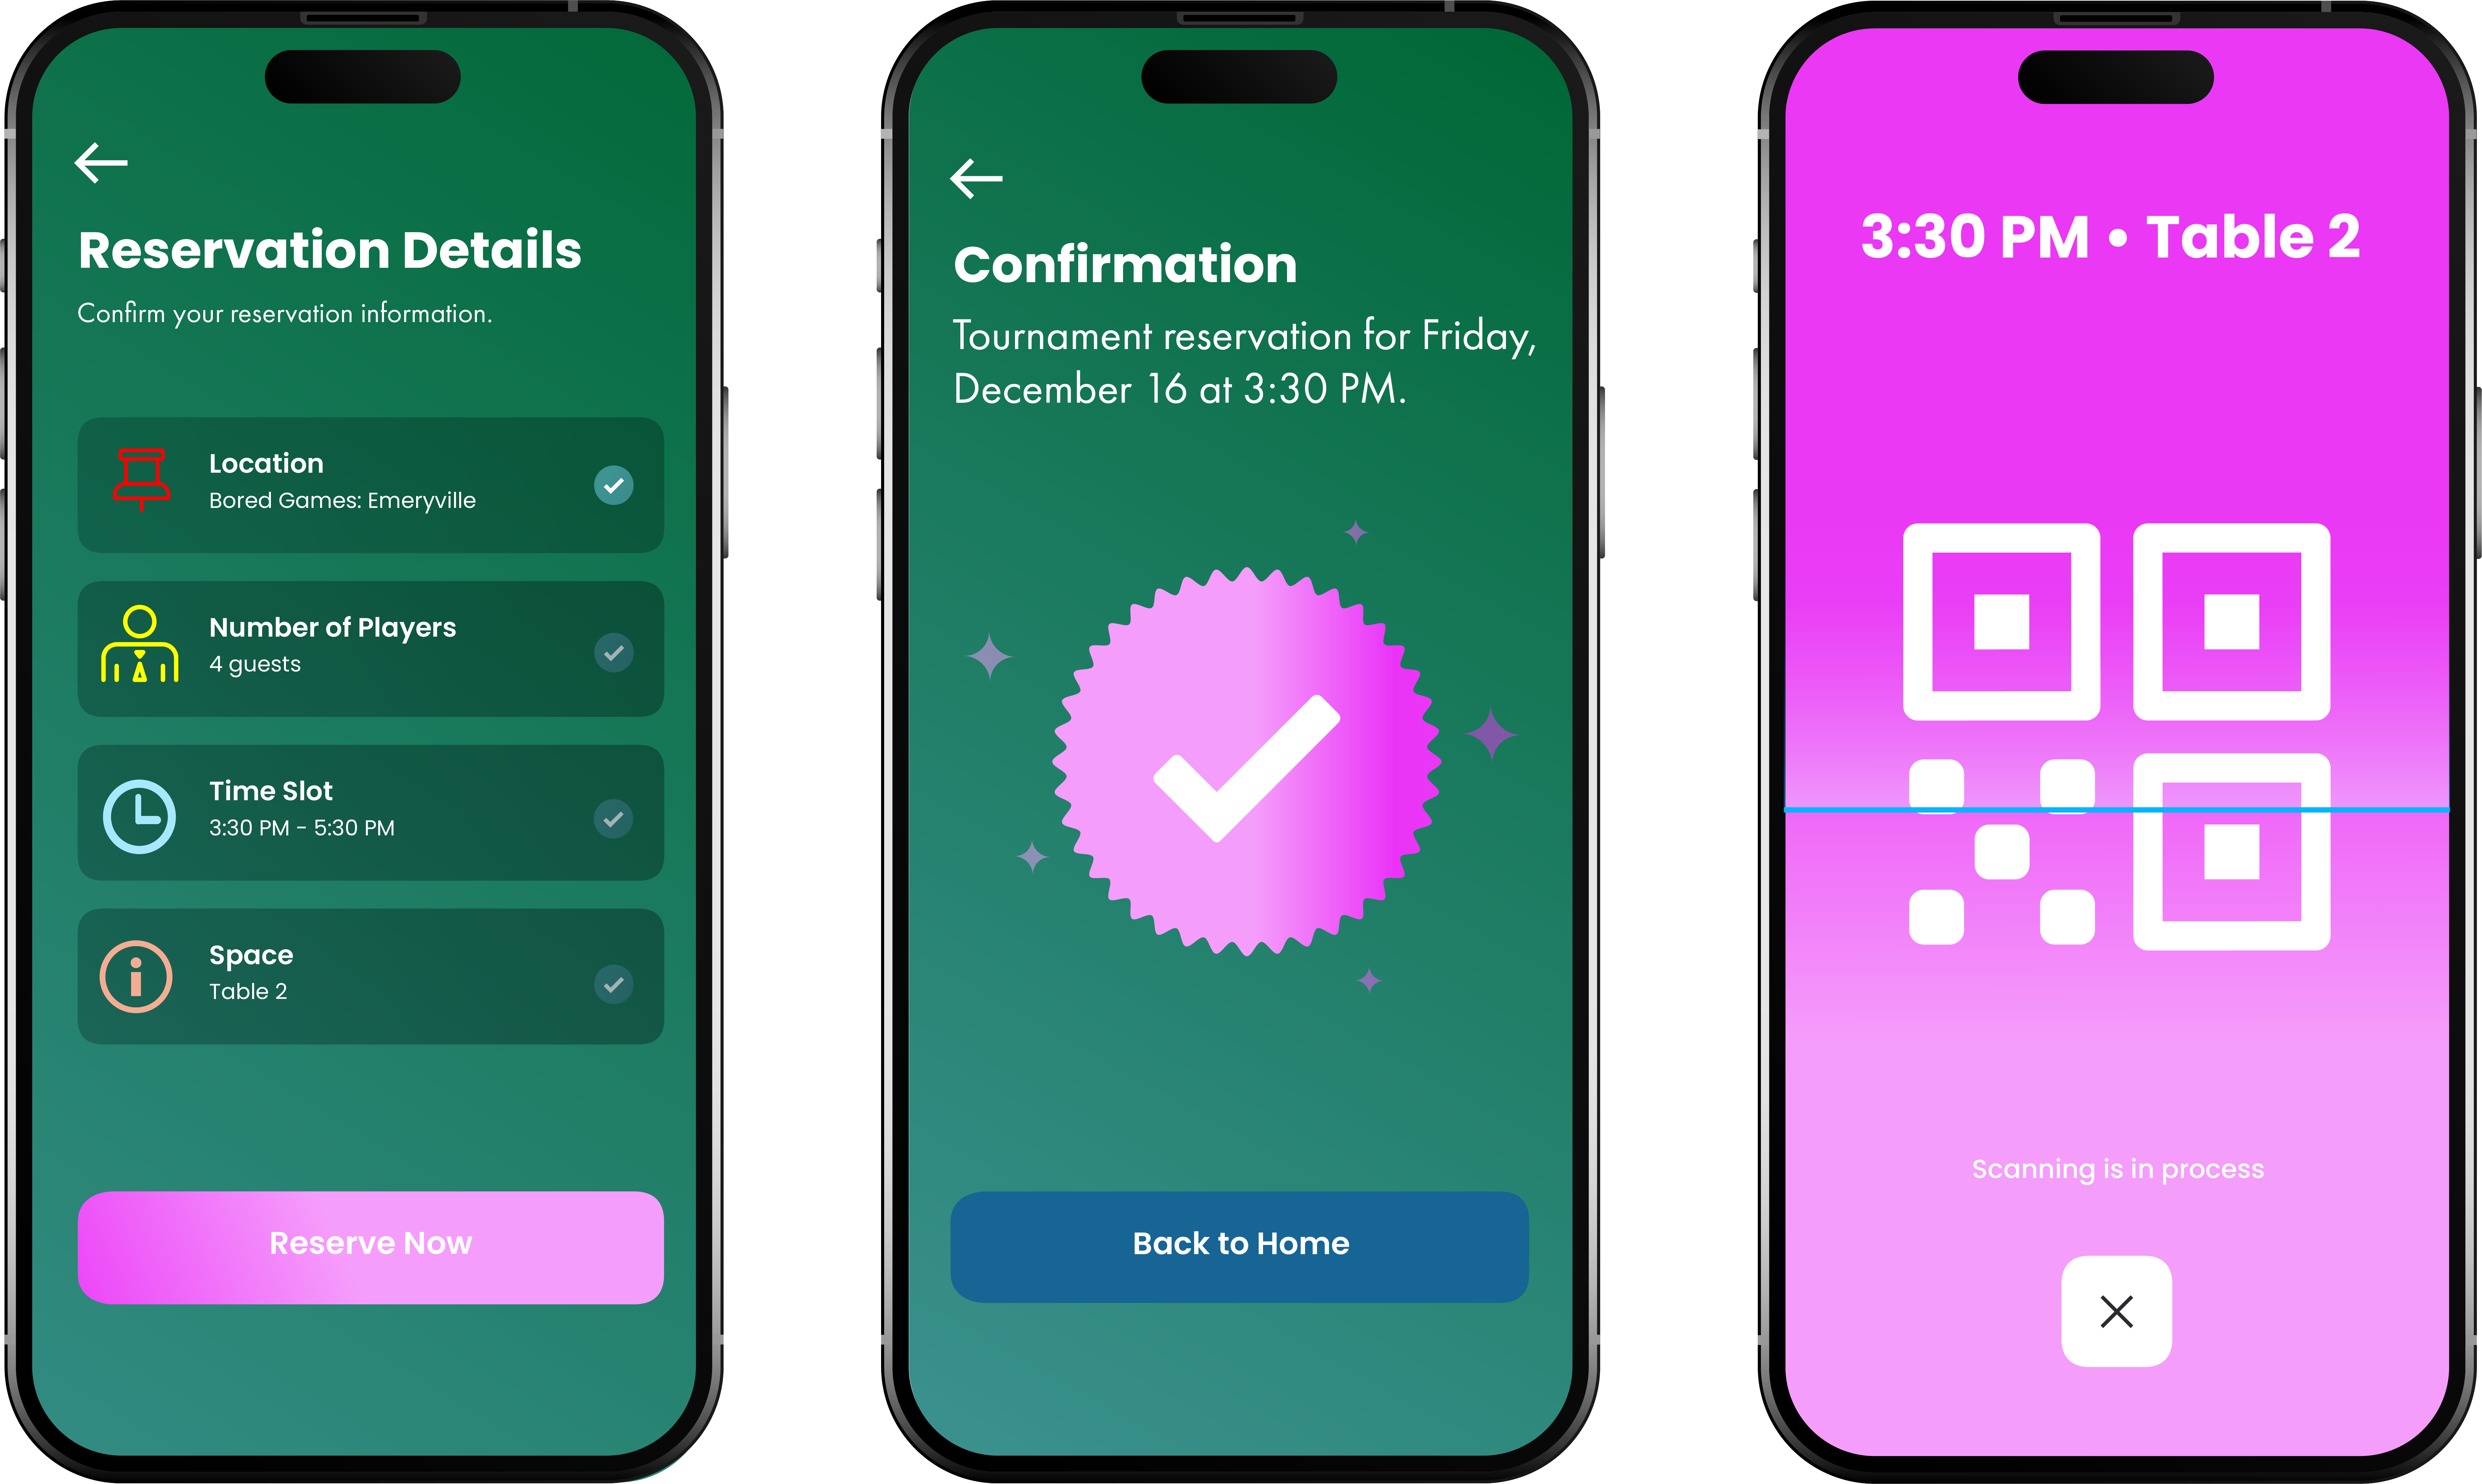 Reservation Details
Confirm your reservation information.
Location
Bored Games: Emeryville
Number of Players
4 guests
Time Slot
3:30 PM - 5:30 PM
Space
Table 2
Reserve Now
Confirmation
Tournament reservation for Friday,
December 16 at 3:30 PM.
Back to Home
3:30 PM • Table 2
Scanning is in process